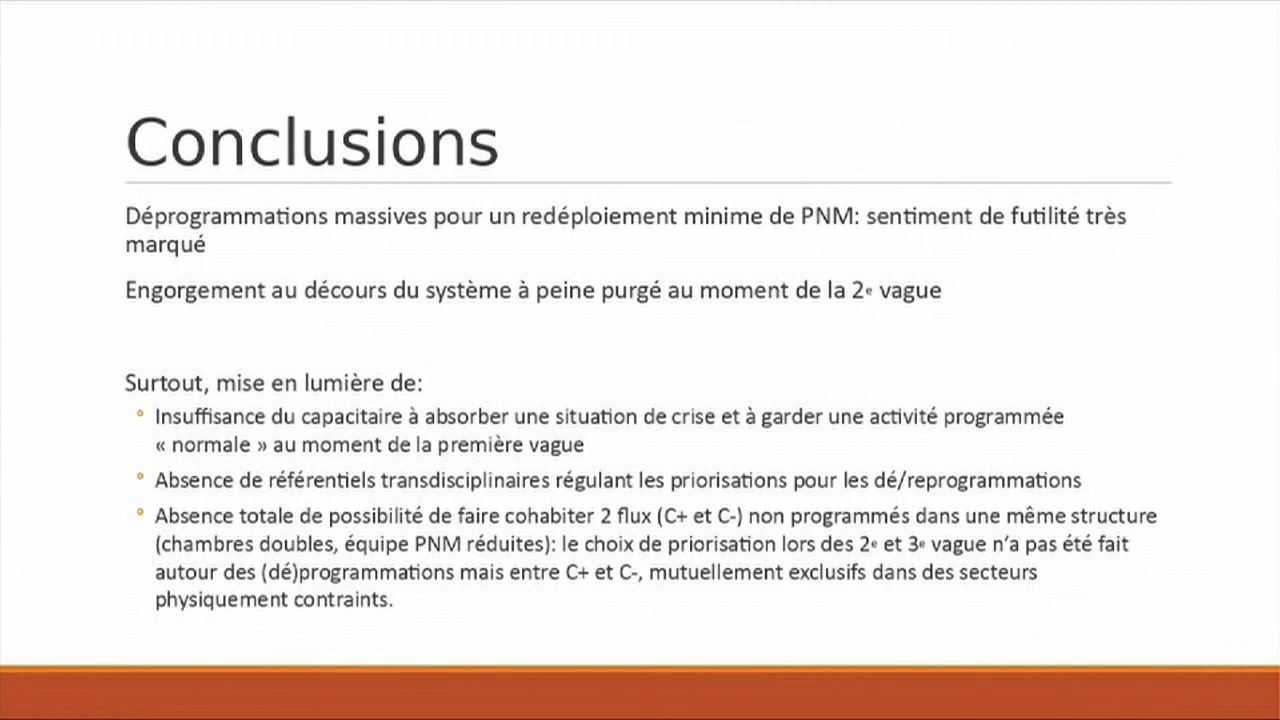 Conclusions
Déprogrammations massives pour un redéploiement minime de PNM: sentiment de futilité très
marqué
Engorgement au décours du système à peine purgé au moment de la 2e vague
Surtout, mise en lumière de:
° Insuffisance du capacitaire à absorber une situation de crise et à garder une activité programmée
« normale » au moment de la première vague
° Absence de référentiels transdisciplinaires régulant les priorisations pour les dé/reprogrammations
° Absence totale de possibilité de faire cohabiter 2 flux (C+ et C-) non programmés dans une même structure
(chambres doubles, équipe PNM réduites): le choix de priorisation lors des 2e et 3e vague n'a pas été fait
autour des (dé)programmations mais entre C+ et C-, mutuellement exclusifs dans des secteurs
physiquement contraints.